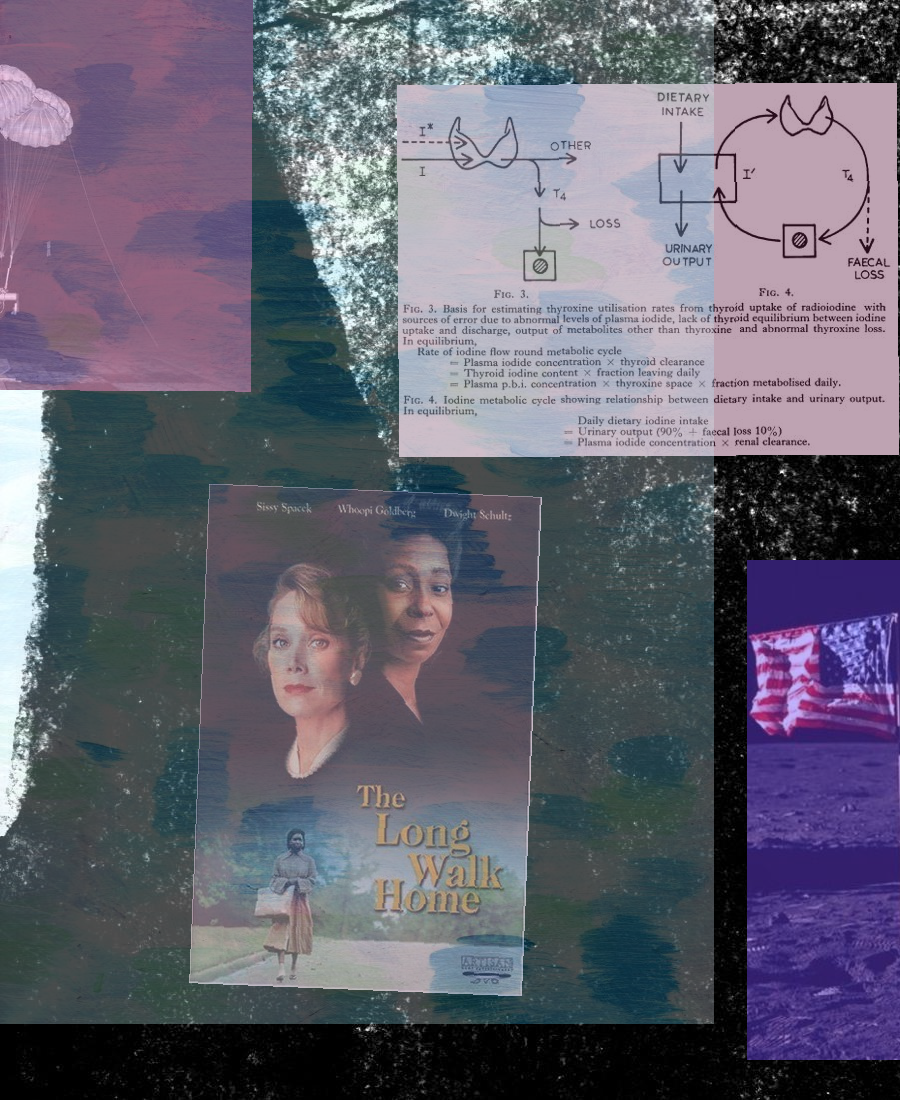 DIETARY
INTAKE
I*
I
OTHER
T4
LOSS
I'
T4
URINARY
OUTPUT
FAECAL
LOSS
FIG. 3.
FIG. 4.
FIG. 3. Basis for estimating thyroxine utilisation rates from thyroid uptake of radioiodine with
sources of error due to abnormal levels of plasma iodide, lack of thyroid equilibrium between iodine
uptake and discharge, output of metabolites other than thyroxine and abnormal thyroxine loss.
In equilibrium,
Rate of iodine flow round metabolic cycle
= Plasma iodide concentration × thyroid clearance
= Thyroid iodine content × fraction leaving daily
= Plasma p.b.i. concentration × thyroxine space × fraction metabolised daily.
FIG. 4. Iodine metabolic cycle showing relationship between dietary intake and urinary output.
In equilibrium,
Daily dietary iodine intake
= Urinary output (90% + faecal loss 10%)
= Plasma iodide concentration × renal clearance.
Sissy Spacek Whoopi Goldberg Dwight Schultz
The
Long
Walk
Home
ARTISAN